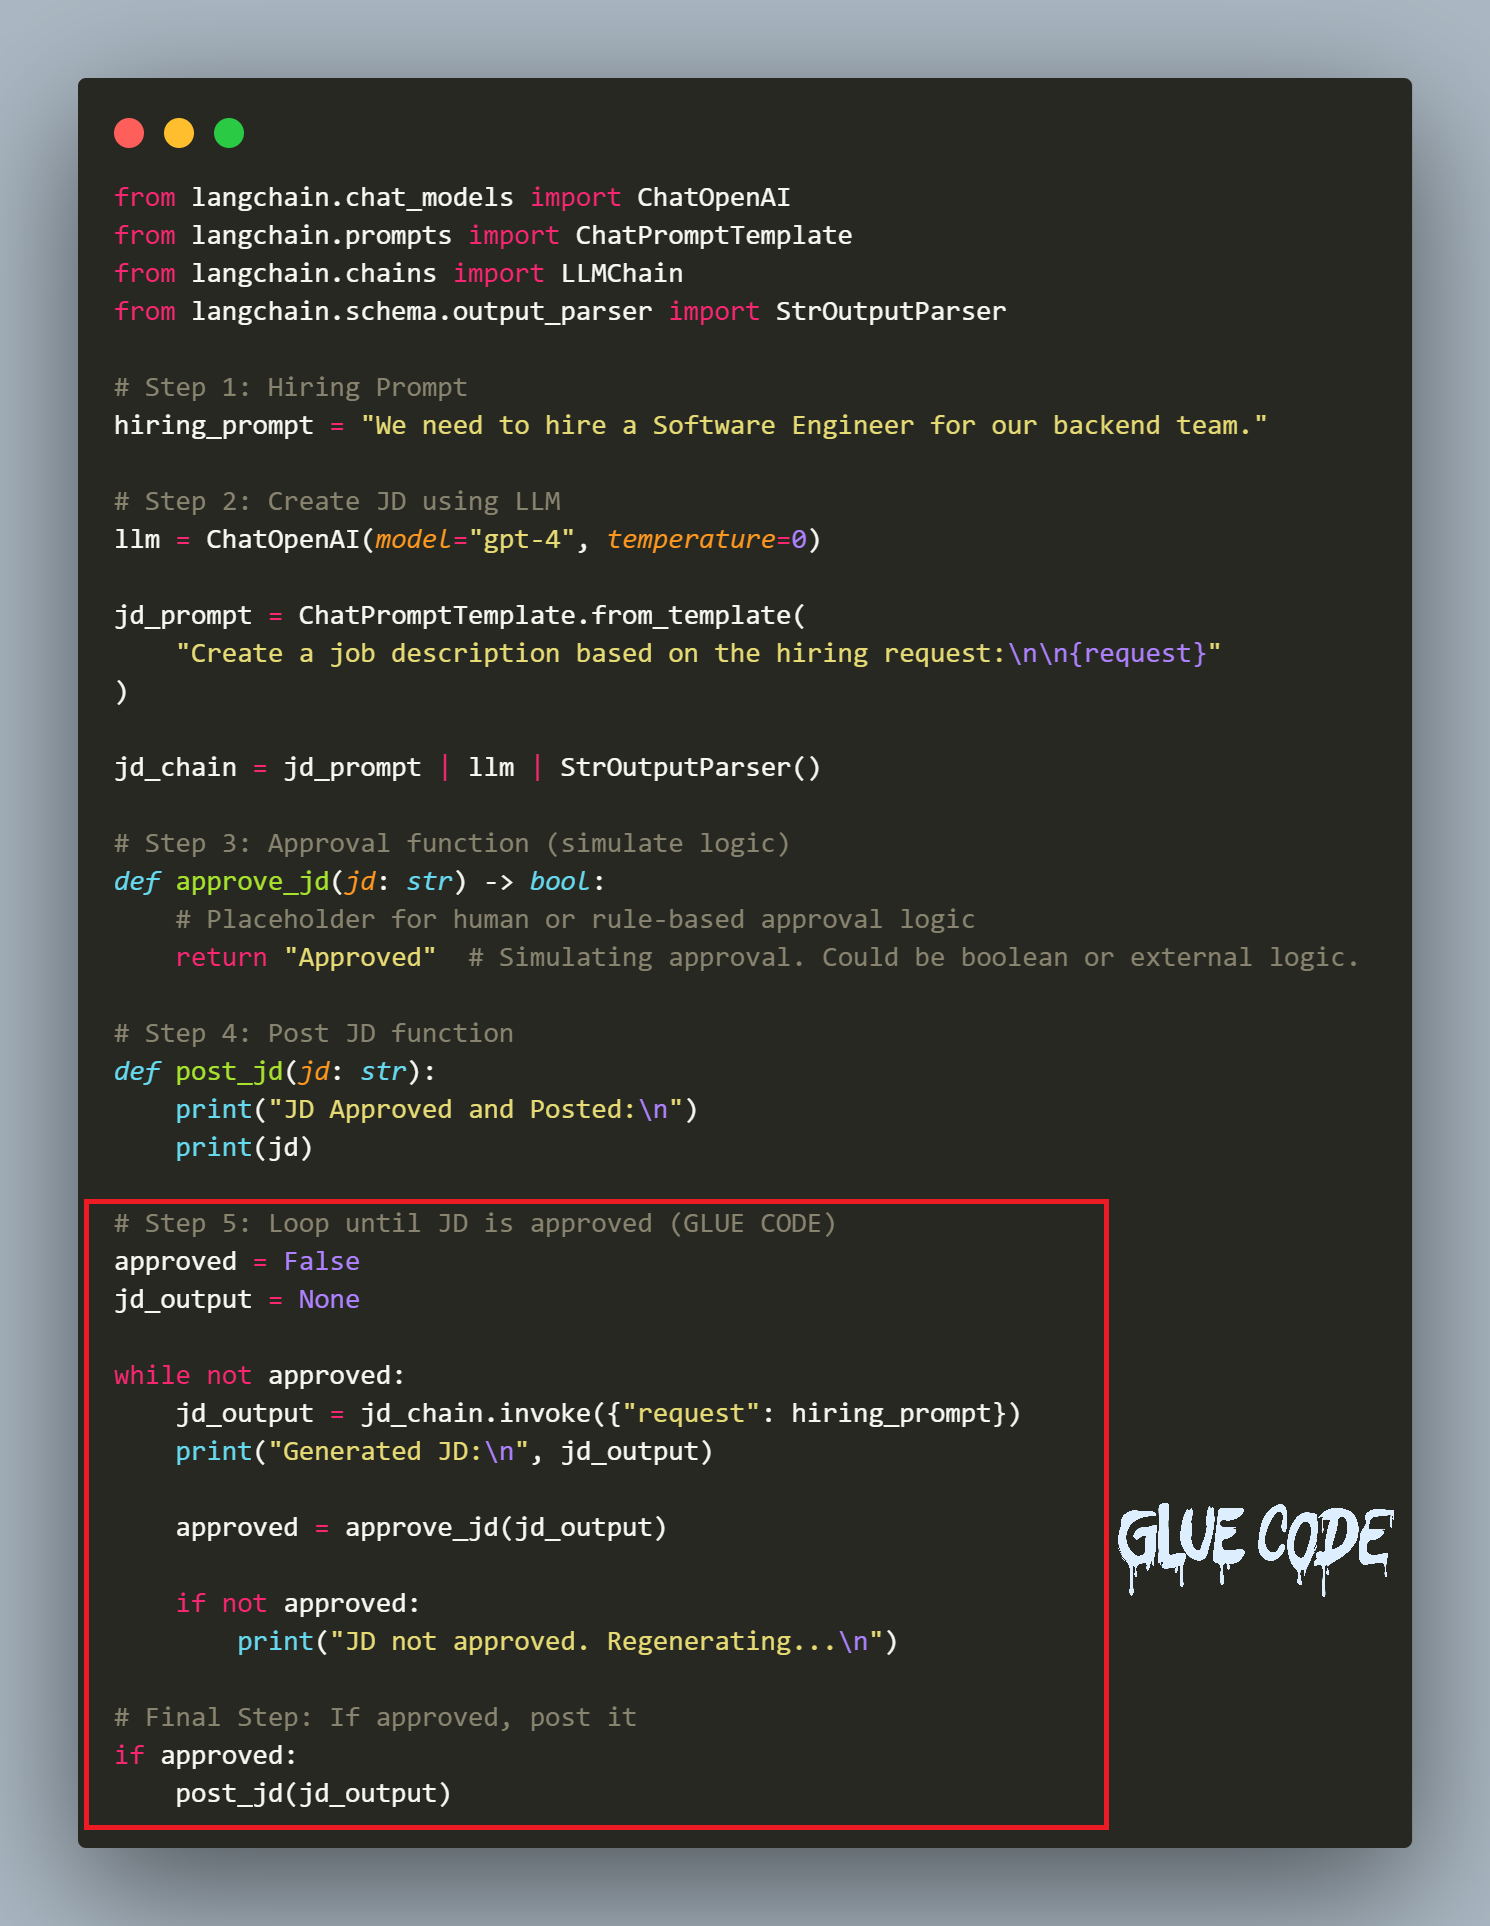 from langchain.chat_models import ChatOpenAI
from langchain.prompts import ChatPromptTemplate
from langchain.chains import LLMChain
from langchain.schema.output_parser import StrOutputParser

# Step 1: Hiring Prompt
hiring_prompt = "We need to hire a Software Engineer for our backend team."

# Step 2: Create JD using LLM
llm = ChatOpenAI(model="gpt-4", temperature=0)

jd_prompt = ChatPromptTemplate.from_template(
    "Create a job description based on the hiring request:\n\n{request}"
)

jd_chain = jd_prompt | llm | StrOutputParser()

# Step 3: Approval function (simulate logic)
def approve_jd(jd: str) -> bool:
    # Placeholder for human or rule-based approval logic
    return "Approved"  # Simulating approval. Could be boolean or external logic.

# Step 4: Post JD function
def post_jd(jd: str):
    print("JD Approved and Posted:\n")
    print(jd)

# Step 5: Loop until JD is approved (GLUE CODE)
approved = False
jd_output = None

while not approved:
    jd_output = jd_chain.invoke({"request": hiring_prompt})
    print("Generated JD:\n", jd_output)

    approved = approve_jd(jd_output)

    if not approved:
        print("JD not approved. Regenerating...\n")

# Final Step: If approved, post it
if approved:
    post_jd(jd_output)
GLUE CODE